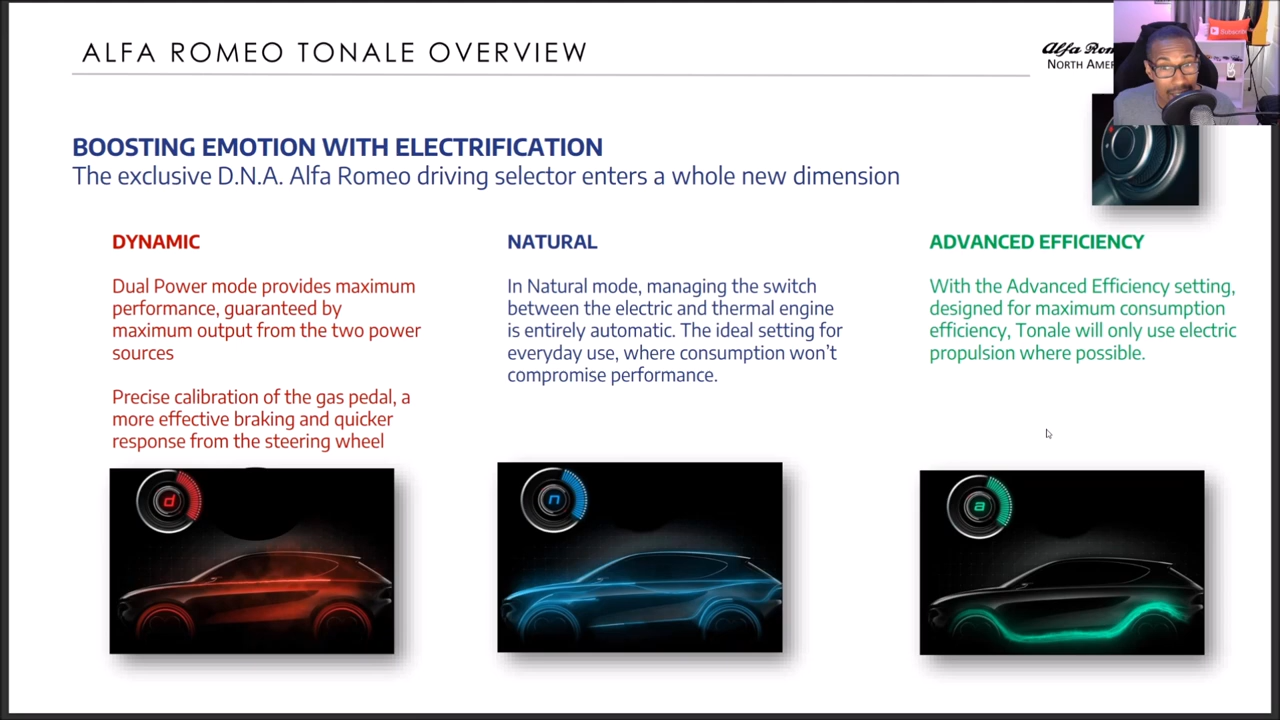 ALFA ROMEO TONALE OVERVIEW
Alfa Rom
NORTH AMER
Subscribe
BOOSTING EMOTION WITH ELECTRIFICATION
The exclusive D.N.A. Alfa Romeo driving selector enters a whole new dimension
DYNAMIC
Dual Power mode provides maximum
performance, guaranteed by
maximum output from the two power
sources
Precise calibration of the gas pedal, a
more effective braking and quicker
response from the steering wheel
d
NATURAL
In Natural mode, managing the switch
between the electric and thermal engine
is entirely automatic. The ideal setting for
everyday use, where consumption won't
compromise performance.
n
ADVANCED EFFICIENCY
With the Advanced Efficiency setting,
designed for maximum consumption
efficiency, Tonale will only use electric
propulsion where possible.
a